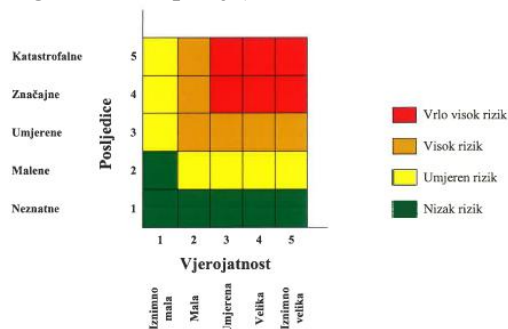 Katastrofalne 5
Značajne 4
Umjerene 3
Malene 2
Neznatne 1
Posljedice
1 2 3 4 5
Vjerojatnost
Iznimno mala
Mala
Umjerena
Velika
Iznimno velika
Vrlo visok rizik
Visok rizik
Umjeren rizik
Nizak rizik